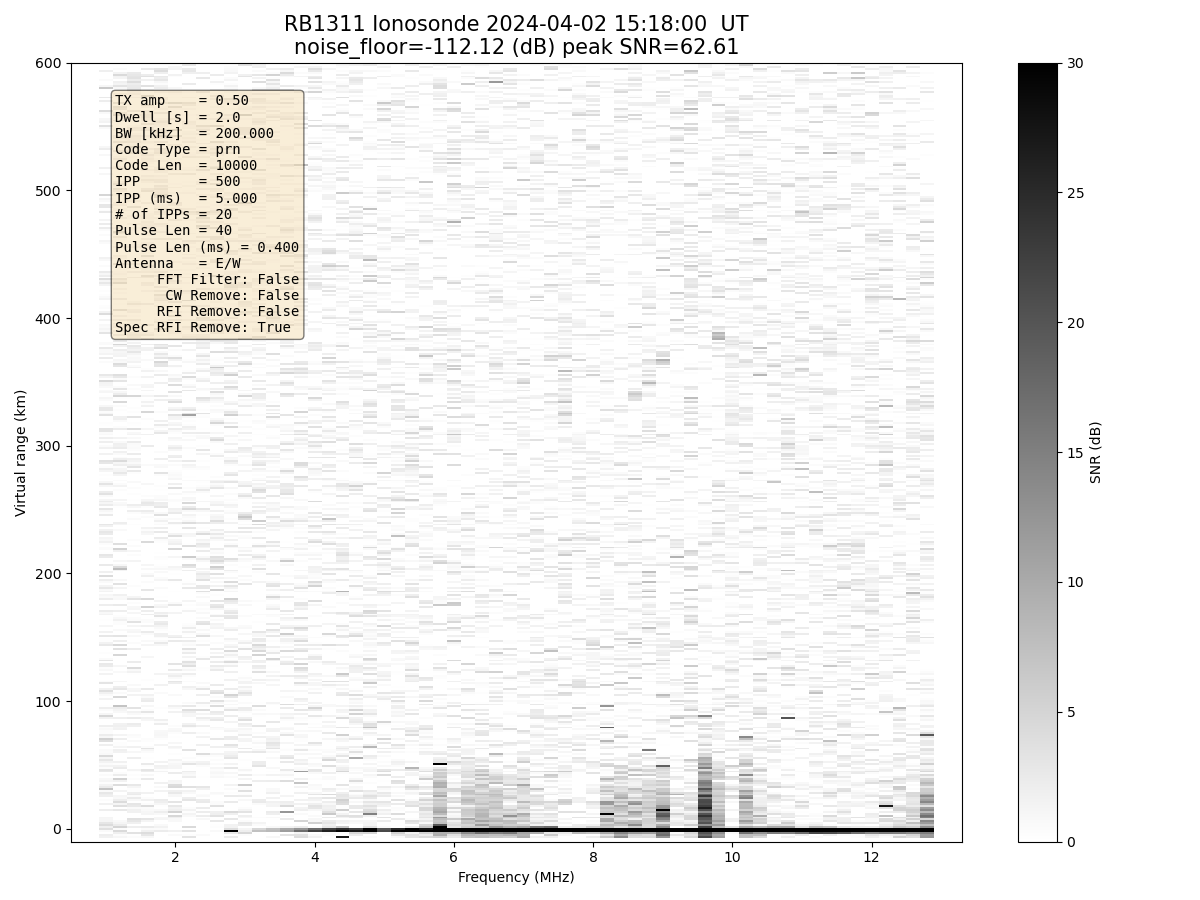 RB1311 Ionosonde 2024-04-02 15:18:00  UT
noise_floor=-112.12 (dB) peak SNR=62.61
TX amp    = 0.50
Dwell [s] = 2.0
BW [kHz]  = 200.000
Code Type = prn
Code Len  = 10000
IPP       = 500
IPP (ms)  = 5.000
# of IPPs = 20
Pulse Len = 40
Pulse Len (ms) = 0.400
Antenna   = E/W
FFT Filter: False
CW Remove: False
RFI Remove: False
Spec RFI Remove: True
600
500
400
300
200
100
0
Virtual range (km)
2 4 6 8 10 12
Frequency (MHz)
30
25
20
15
10
5
0
SNR (dB)